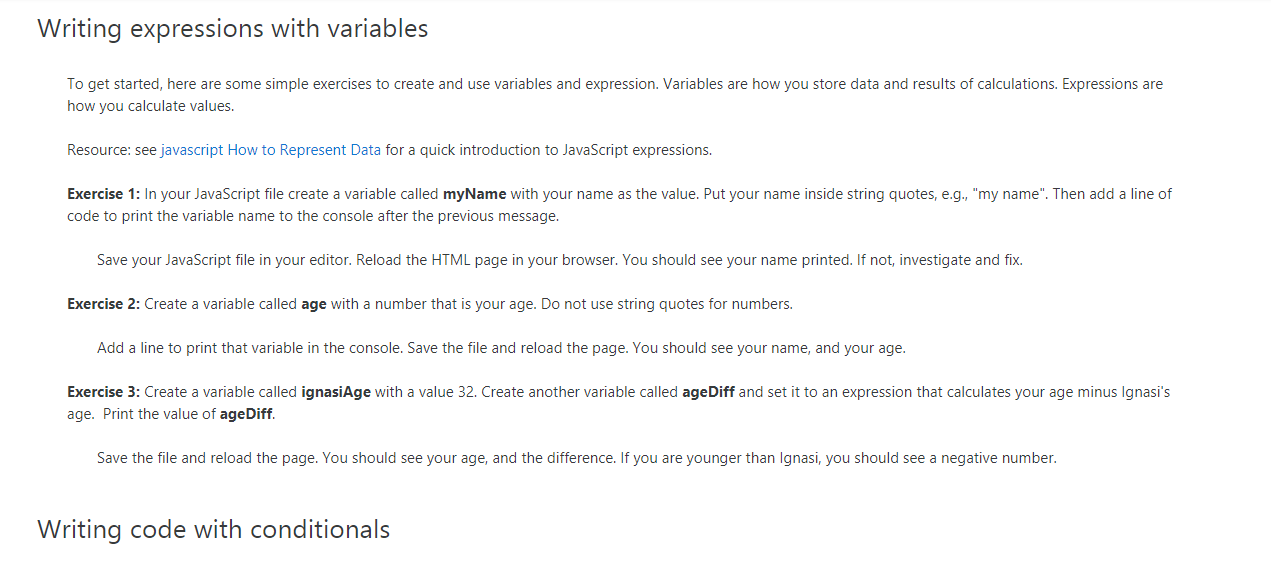 Writing expressions with variables
To get started, here are some simple exercises to create and use variables and expression. Variables are how you store data and results of calculations. Expressions are
how you calculate values.
Resource: see javascript How to Represent Data for a quick introduction to JavaScript expressions.
Exercise 1: In your JavaScript file create a variable called myName with your name as the value. Put your name inside string quotes, e.g., "my name". Then add a line of
code to print the variable name to the console after the previous message.
Save your JavaScript file in your editor. Reload the HTML page in your browser. You should see your name printed. If not, investigate and fix.
Exercise 2: Create a variable called age with a number that is your age. Do not use string quotes for numbers.
Add a line to print that variable in the console. Save the file and reload the page. You should see your name, and your age.
Exercise 3: Create a variable called ignasiAge with a value 32. Create another variable called ageDiff and set it to an expression that calculates your age minus Ignasi's
age.  Print the value of ageDiff.
Save the file and reload the page. You should see your age, and the difference. If you are younger than Ignasi, you should see a negative number.
Writing code with conditionals